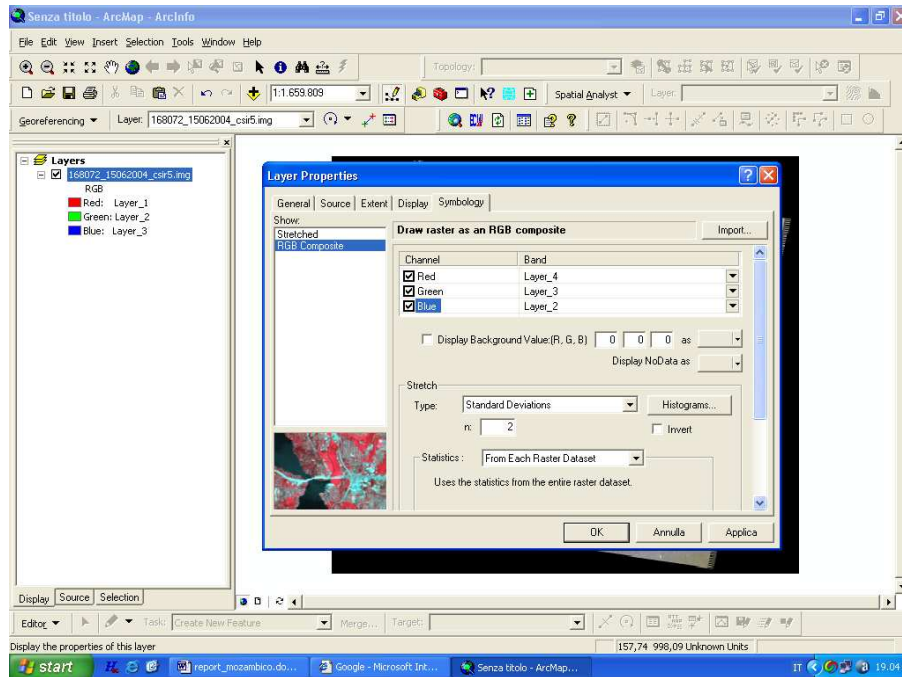 Senza titolo - ArcMap - ArcInfo
File Edit View Insert Selection Tools Window Help
Topology:
1:1.659.809
Spatial Analyst
Layer:
Georeferencing
Layer: 168072_15062004_csir5.img
Layers
168072_15062004_csir5.img
RGB
Red: Layer_1
Green: Layer_2
Blue: Layer_3
Layer Properties
General Source Extent Display Symbology
Show:
Stretched
RGB Composite
Draw raster as an RGB composite
Import...
Channel Band
Red Layer_4
Green Layer_3
Blue Layer_2
Display Background Value:(R, G, B) 0 0 0 as
Display NoData as
Stretch
Type: Standard Deviations
Histograms...
n: 2
Invert
Statistics : From Each Raster Dataset
Uses the statistics from the entire raster dataset.
OK Annulla Applica
Display Source Selection
Editor Task: Create New Feature Merge... Target:
Display the properties of this layer
157,74 998,09 Unknown Units
start
report_mozambico.do...
Google - Microsoft Int...
Senza titolo - ArcMap...
IT
19.04